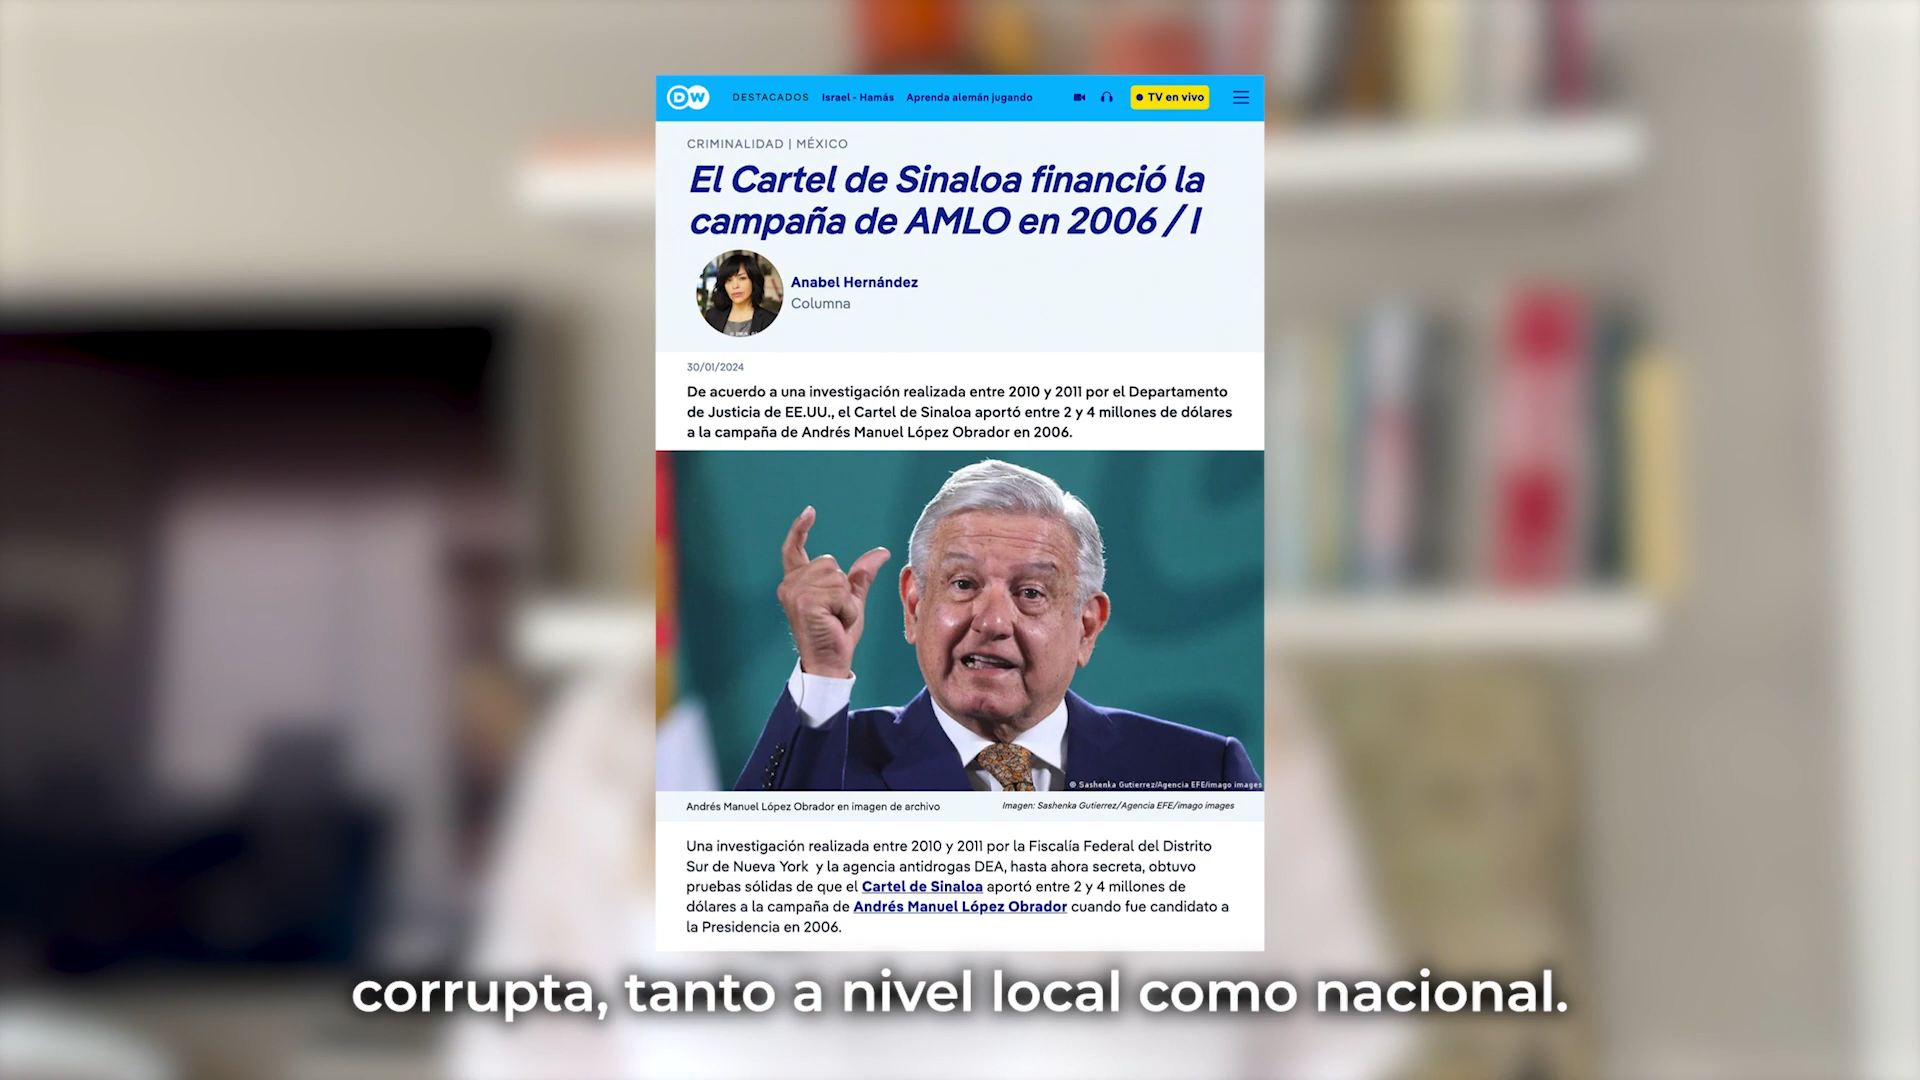 DW
DESTACADOS Israel - Hamás Aprenda alemán jugando TV en vivo
CRIMINALIDAD | MÉXICO
El Cartel de Sinaloa financió la
campaña de AMLO en 2006 / I
Anabel Hernández
Columna
30/01/2024
De acuerdo a una investigación realizada entre 2010 y 2011 por el Departamento
de Justicia de EE.UU., el Cartel de Sinaloa aportó entre 2 y 4 millones de dólares
a la campaña de Andrés Manuel López Obrador en 2006.
© Sashenka Gutierrez/Agencia EFE/imago images
Andrés Manuel López Obrador en imagen de archivo
Imagen: Sashenka Gutierrez/Agencia EFE/imago images
Una investigación realizada entre 2010 y 2011 por la Fiscalía Federal del Distrito
Sur de Nueva York y la agencia antidrogas DEA, hasta ahora secreta, obtuvo
pruebas sólidas de que el Cartel de Sinaloa aportó entre 2 y 4 millones de
dólares a la campaña de Andrés Manuel López Obrador cuando fue candidato a
la Presidencia en 2006.
corrupta, tanto a nivel local como nacional.